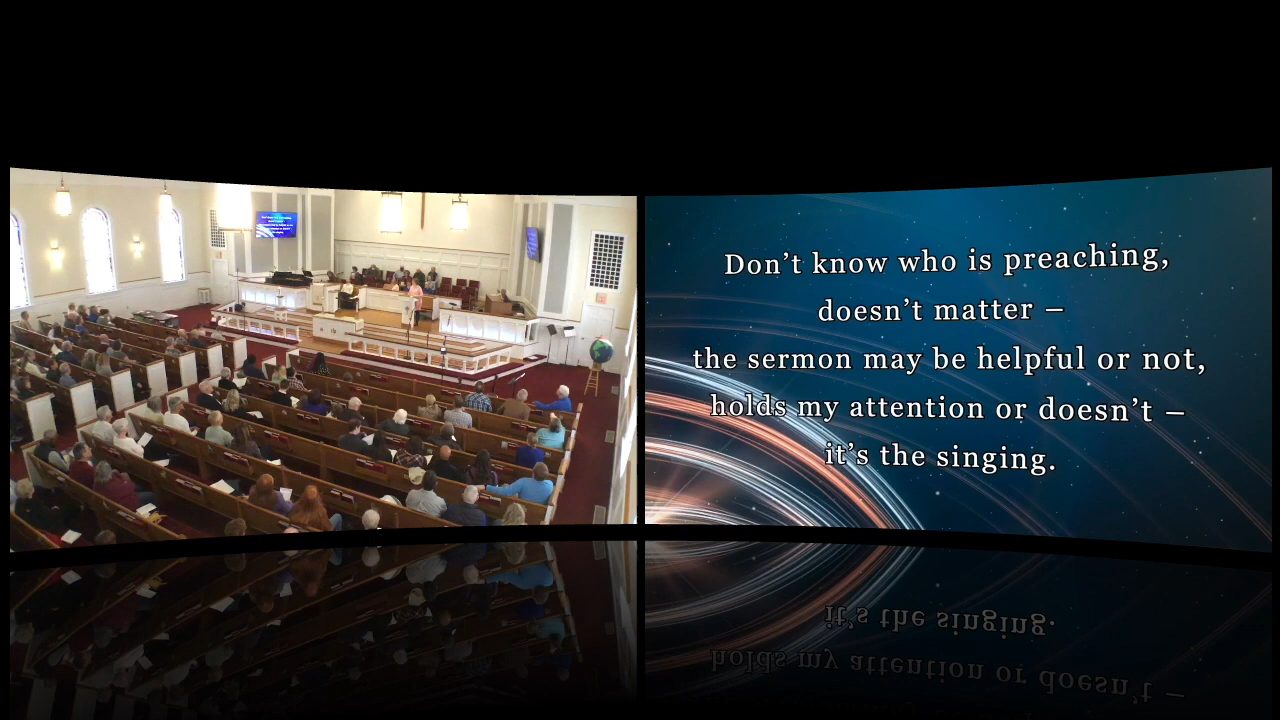 Don’t know who is preaching,
doesn’t matter –
the sermon may be helpful or not,
holds my attention or doesn’t –
it’s the singing.